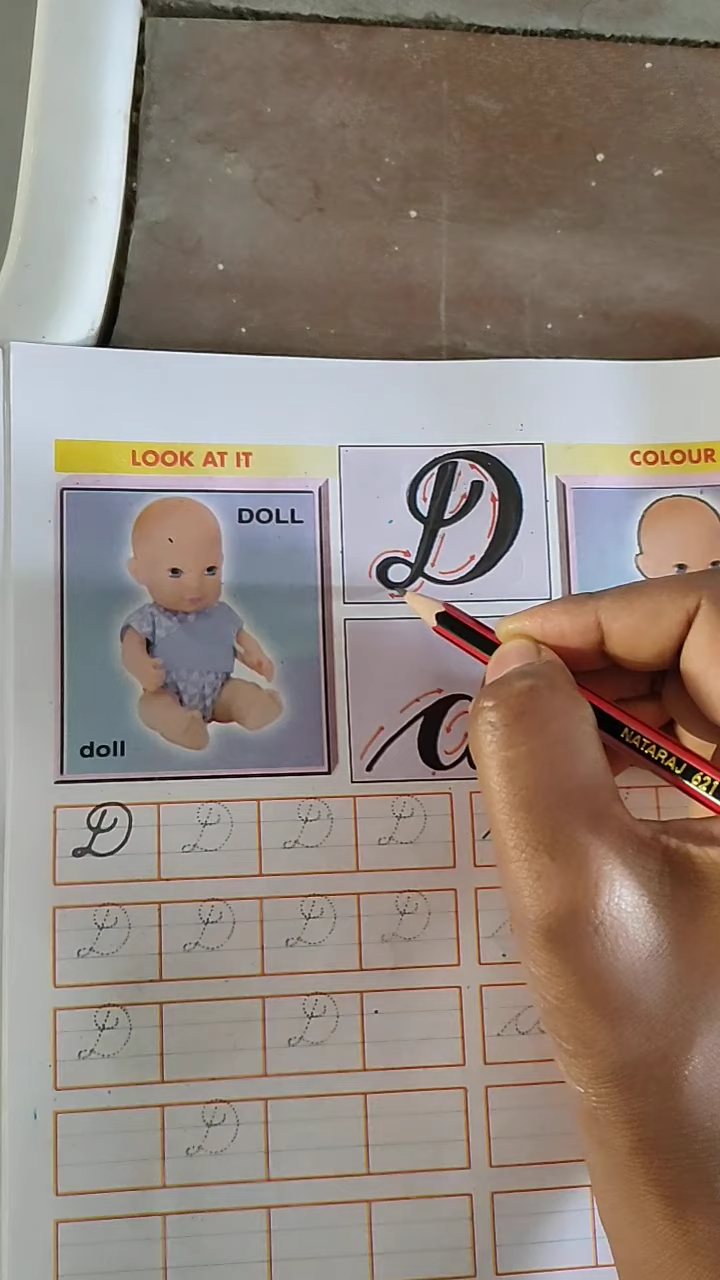 LOOK AT IT
COLOUR
DOLL
D
doll
NATARAJ 621
D D D D
D D D D
D D
D